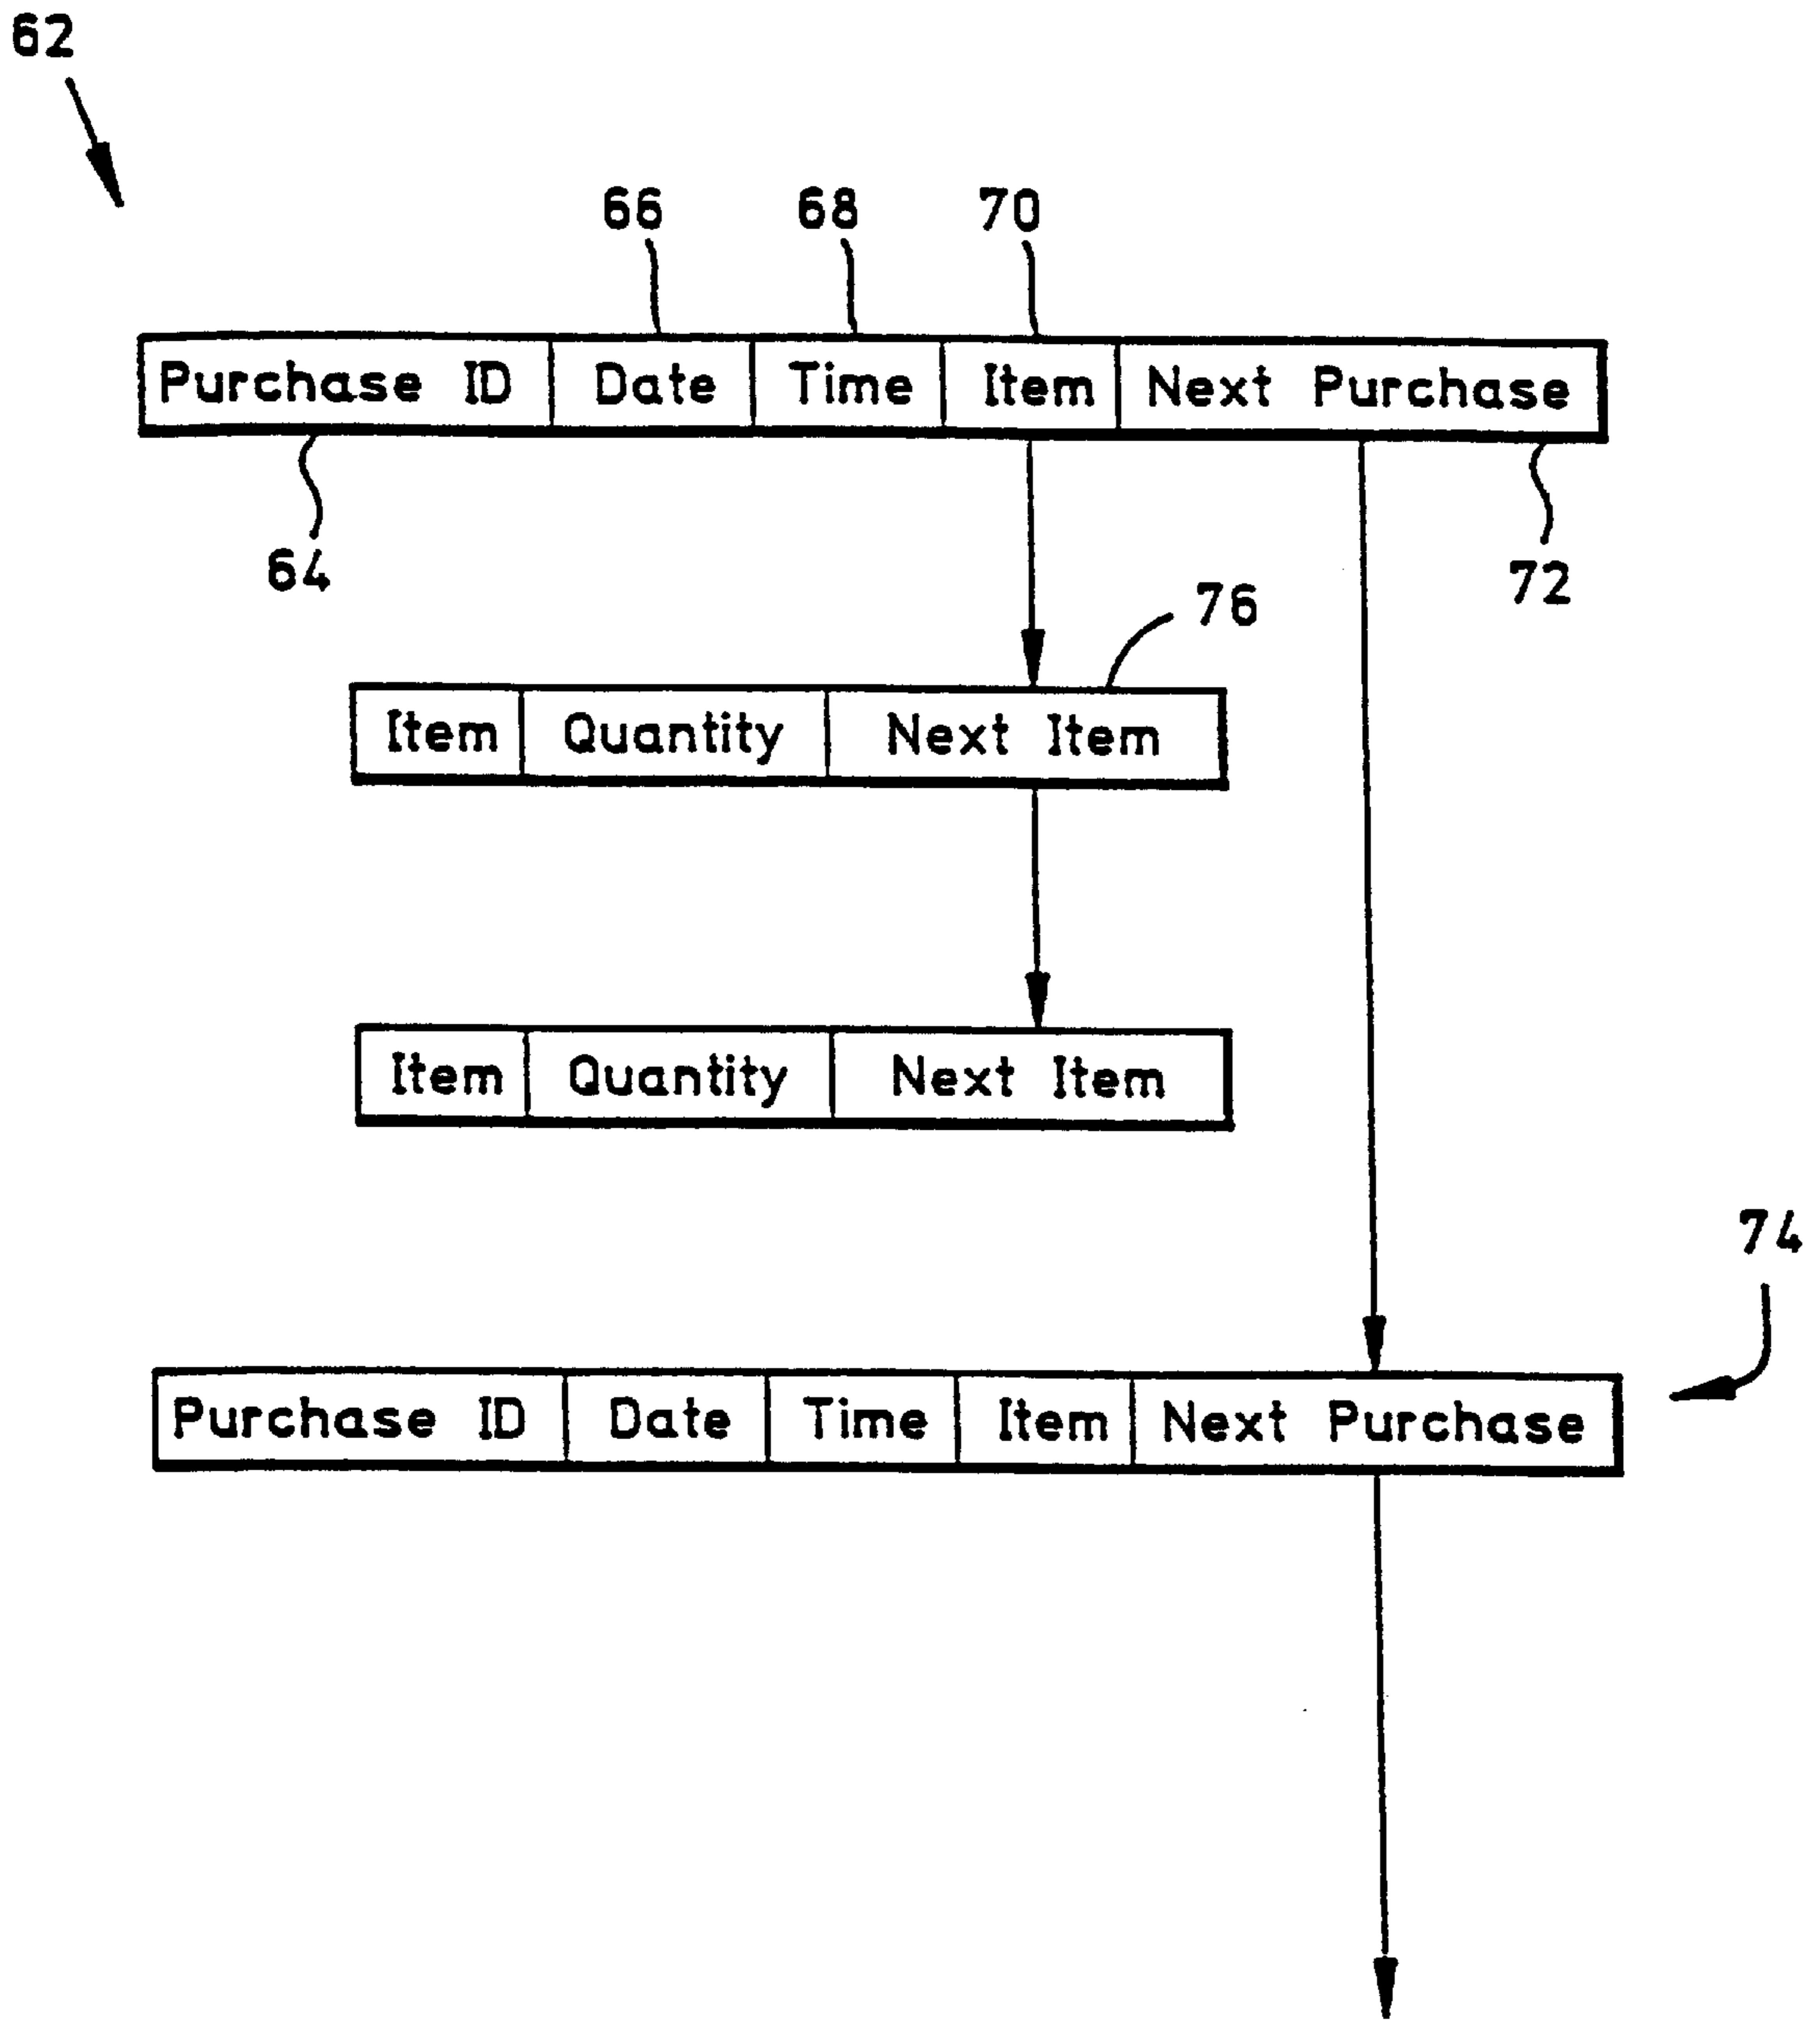 62
66 68 70
Purchase ID Date Time Item Next Purchase
64 72
76
Item Quantity Next Item
Item Quantity Next Item
74
Purchase ID Date Time Item Next Purchase